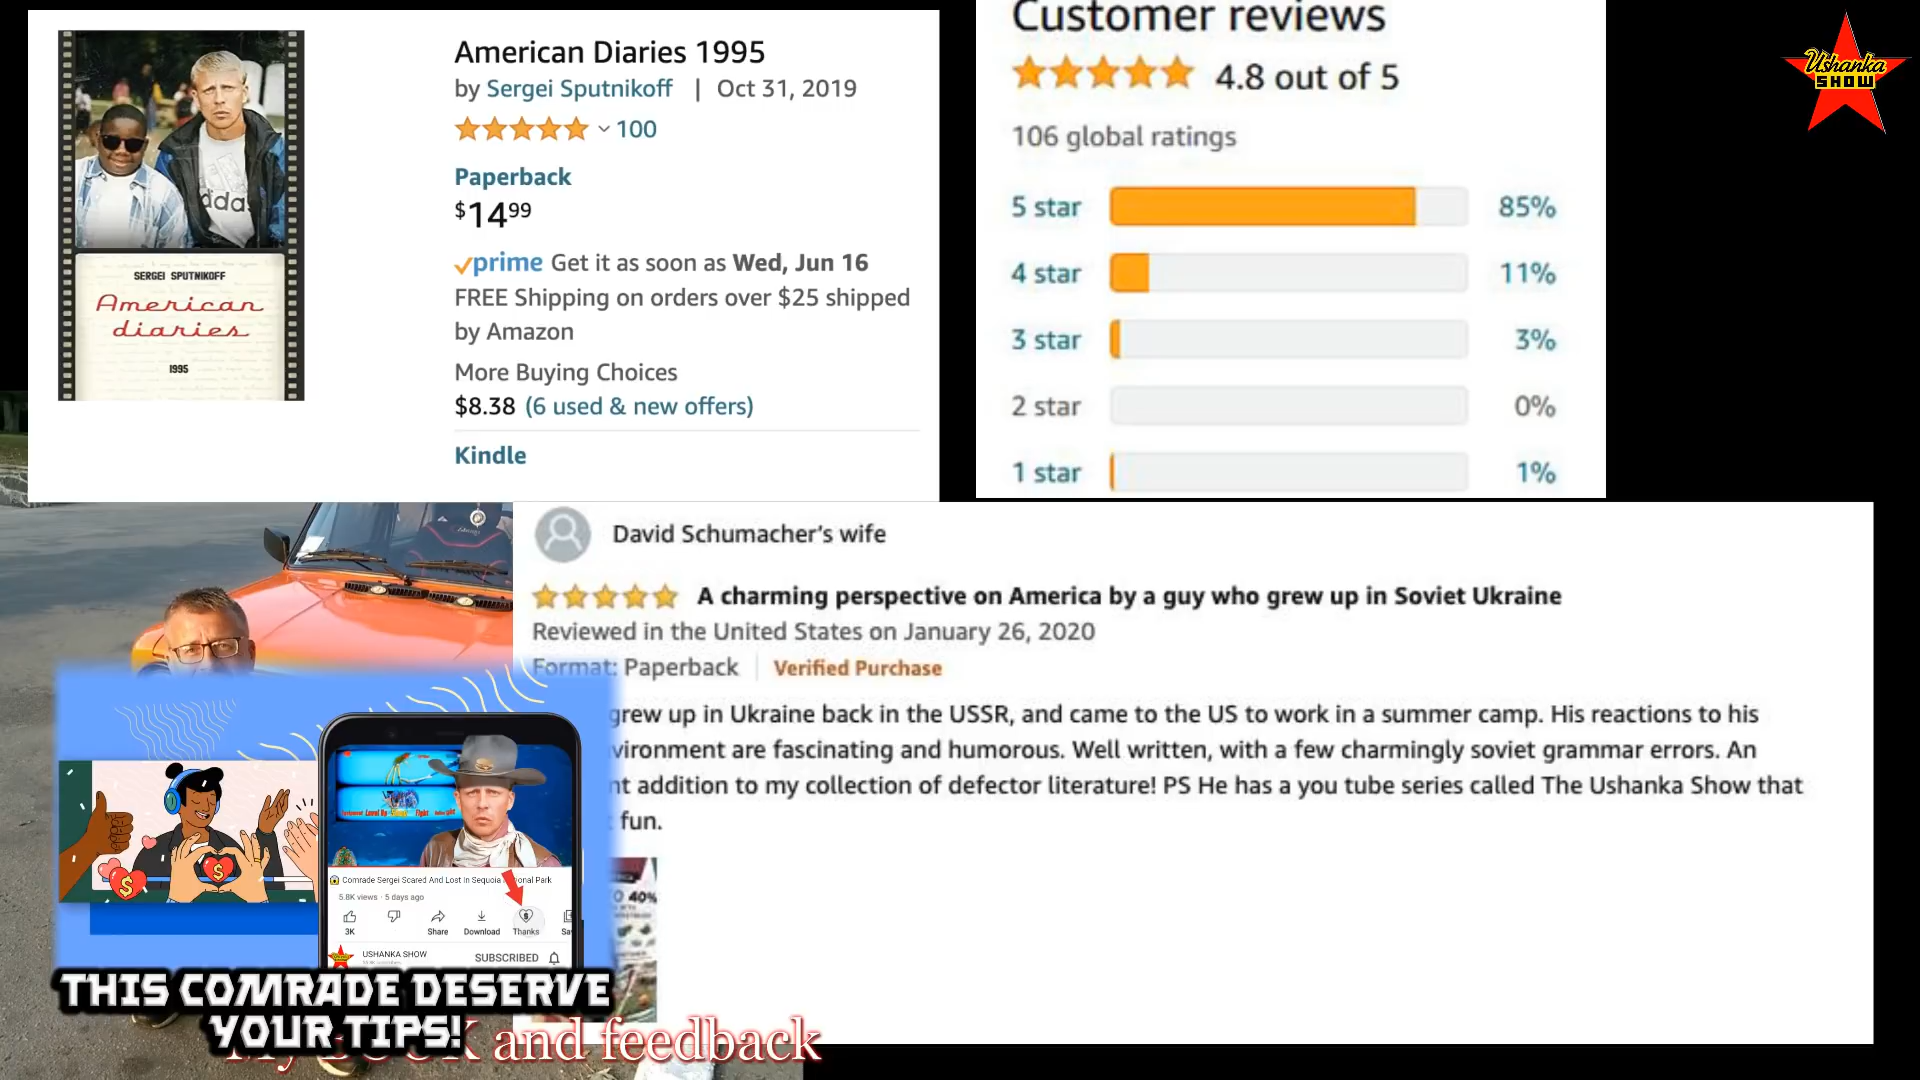 American Diaries 1995
by Sergei Sputnikoff | Oct 31, 2019
100
Paperback
$14.99
prime Get it as soon as Wed, Jun 16
FREE Shipping on orders over $25 shipped
by Amazon
More Buying Choices
$8.38 (6 used & new offers)
Kindle
adidas
SERGEI SPUTNIKOFF
American
diaries
1995
Customer reviews
4.8 out of 5
106 global ratings
5 star 85%
4 star 11%
3 star 3%
2 star 0%
1 star 1%
Ushanka
SHOW
David Schumacher's wife
A charming perspective on America by a guy who grew up in Soviet Ukraine
Reviewed in the United States on January 26, 2020
Format: Paperback Verified Purchase
grew up in Ukraine back in the USSR, and came to the US to work in a summer camp. His reactions to his
vironment are fascinating and humorous. Well written, with a few charmingly soviet grammar errors. An
nt addition to my collection of defector literature! PS He has a you tube series called The Ushanka Show that
fun.
40%
Comrade Sergei Scared And Lost In Sequoia
onal Park
5.8K views · 5 days ago
3K Share Download Thanks Sa
USHANKA SHOW
SUBSCRIBED
THIS COMRADE DESERVE
YOUR TIPS!
and feedback